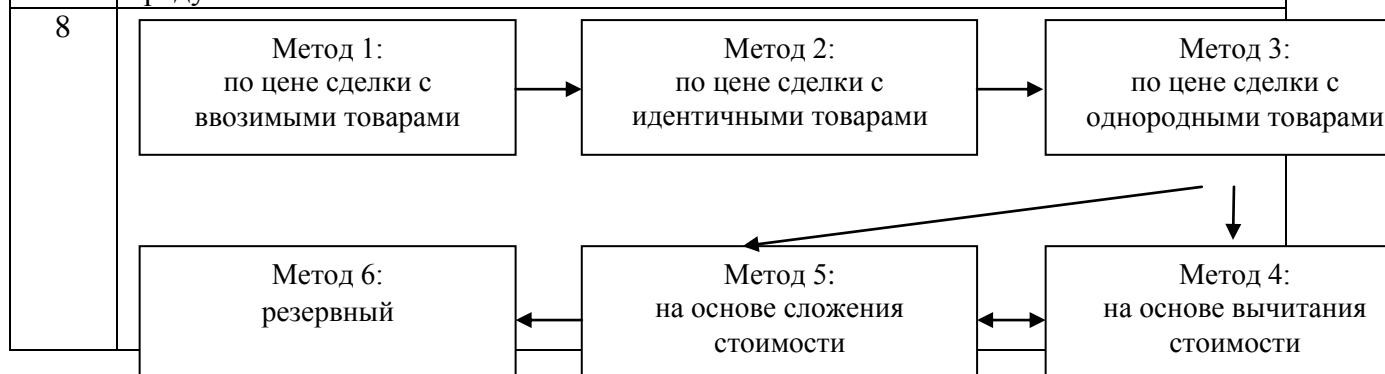 8
Метод 1:
по цене сделки с
ввозимыми товарами
Метод 2:
по цене сделки с
идентичными товарами
Метод 3:
по цене сделки с
однородными товарами
Метод 6:
резервный
Метод 5:
на основе сложения
стоимости
Метод 4:
на основе вычитания
стоимости